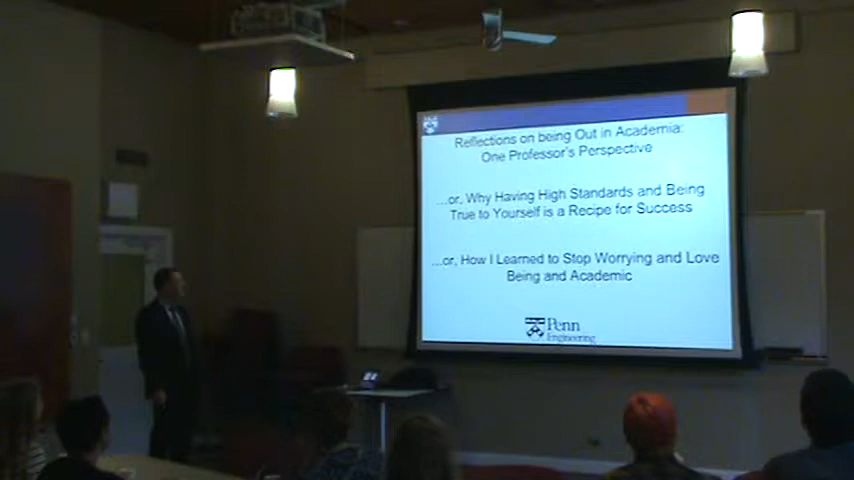 Reflections on being Out in Academia:
One Professor's Perspective
...or, Why Having High Standards and Being
True to Yourself is a Recipe for Success
...or, How I Learned to Stop Worrying and Love
Being and Academic
Penn
Engineering